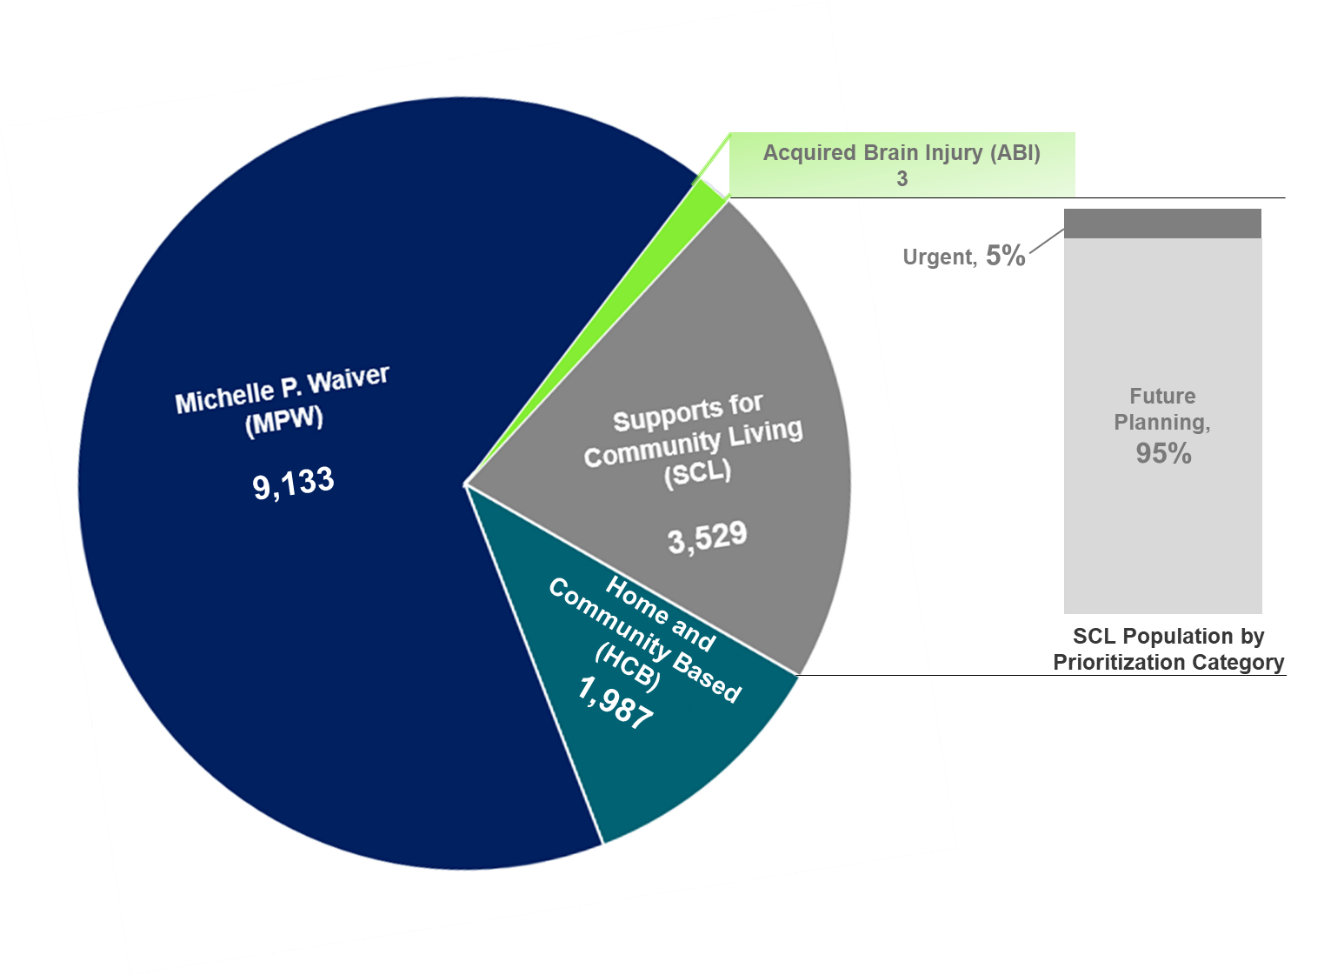 Acquired Brain Injury (ABI)
3
Urgent, 5%
Michelle P. Waiver
(MPW)
9,133
Supports for
Community Living
(SCL)
3,529
Home and
Community Based
(HCB)
1,987
Future
Planning,
95%
SCL Population by
Prioritization Category